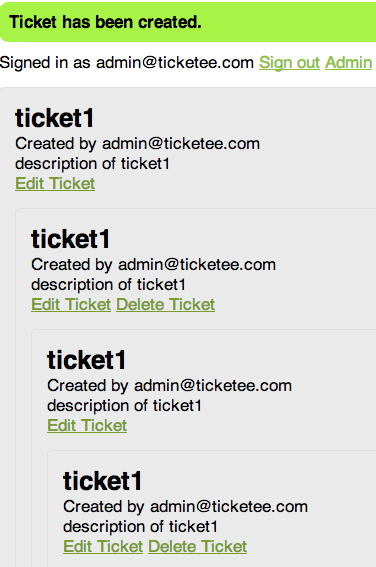 Ticket has been created.
Signed in as admin@ticketee.com Sign out Admin
ticket1
Created by admin@ticketee.com
description of ticket1
Edit Ticket
ticket1
Created by admin@ticketee.com
description of ticket1
Edit Ticket Delete Ticket
ticket1
Created by admin@ticketee.com
description of ticket1
Edit Ticket
ticket1
Created by admin@ticketee.com
description of ticket1
Edit Ticket Delete Ticket